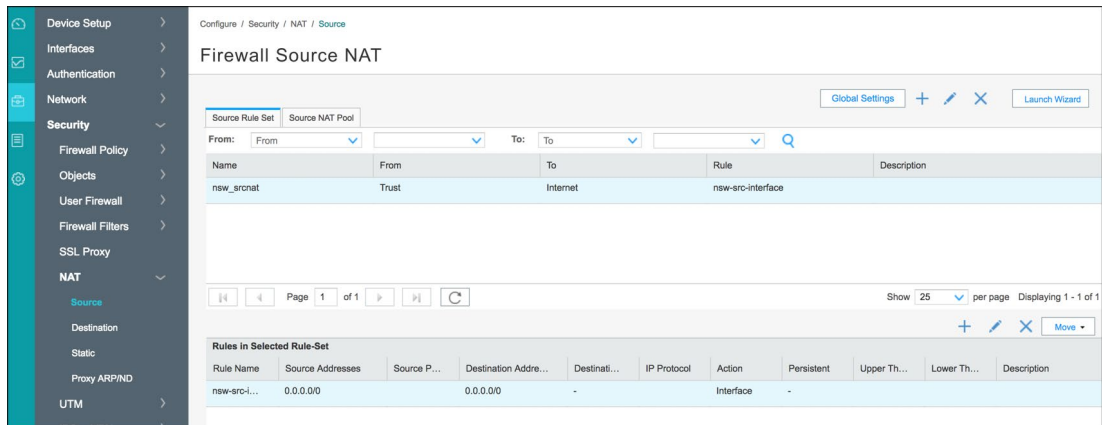 Device Setup
Interfaces
Authentication
Network
Security
Firewall Policy
Objects
User Firewall
Firewall Filters
SSL Proxy
NAT
Source
Destination
Static
Proxy ARP/ND
UTM
Configure / Security / NAT / Source
Firewall Source NAT
Global Settings
Launch Wizard
Source Rule Set Source NAT Pool
From: From To: To
Name From To Rule Description
nsw_srcnat Trust Internet nsw-src-interface
Page 1 of 1 Show 25 per page Displaying 1 - 1 of 1
Move
Rules in Selected Rule-Set
Rule Name Source Addresses Source P... Destination Addre... Destinati... IP Protocol Action Persistent Upper Th... Lower Th... Description
nsw-src-i... 0.0.0.0/0 0.0.0.0/0 - Interface -